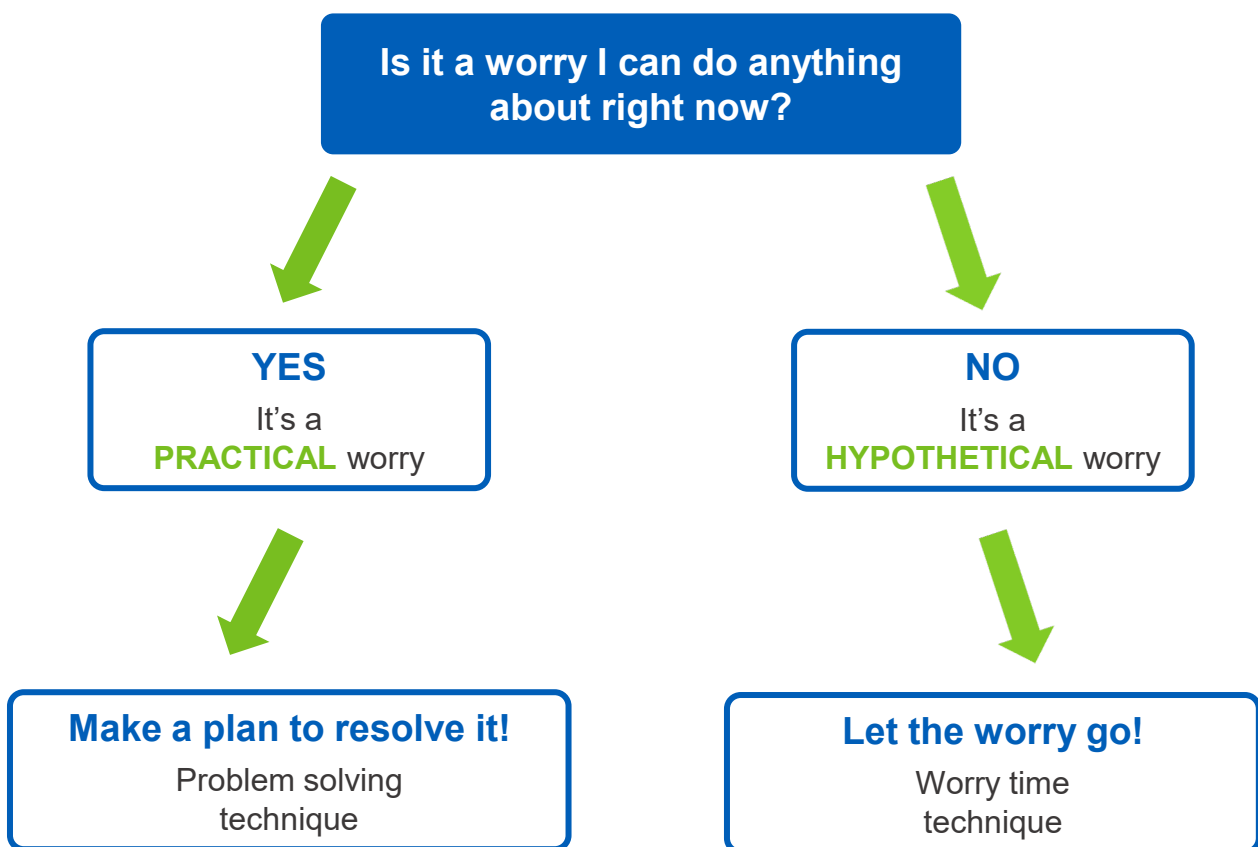 Is it a worry I can do anything
about right now?
YES
It’s a
PRACTICAL worry
NO
It’s a
HYPOTHETICAL worry
Make a plan to resolve it!
Problem solving
technique
Let the worry go!
Worry time
technique